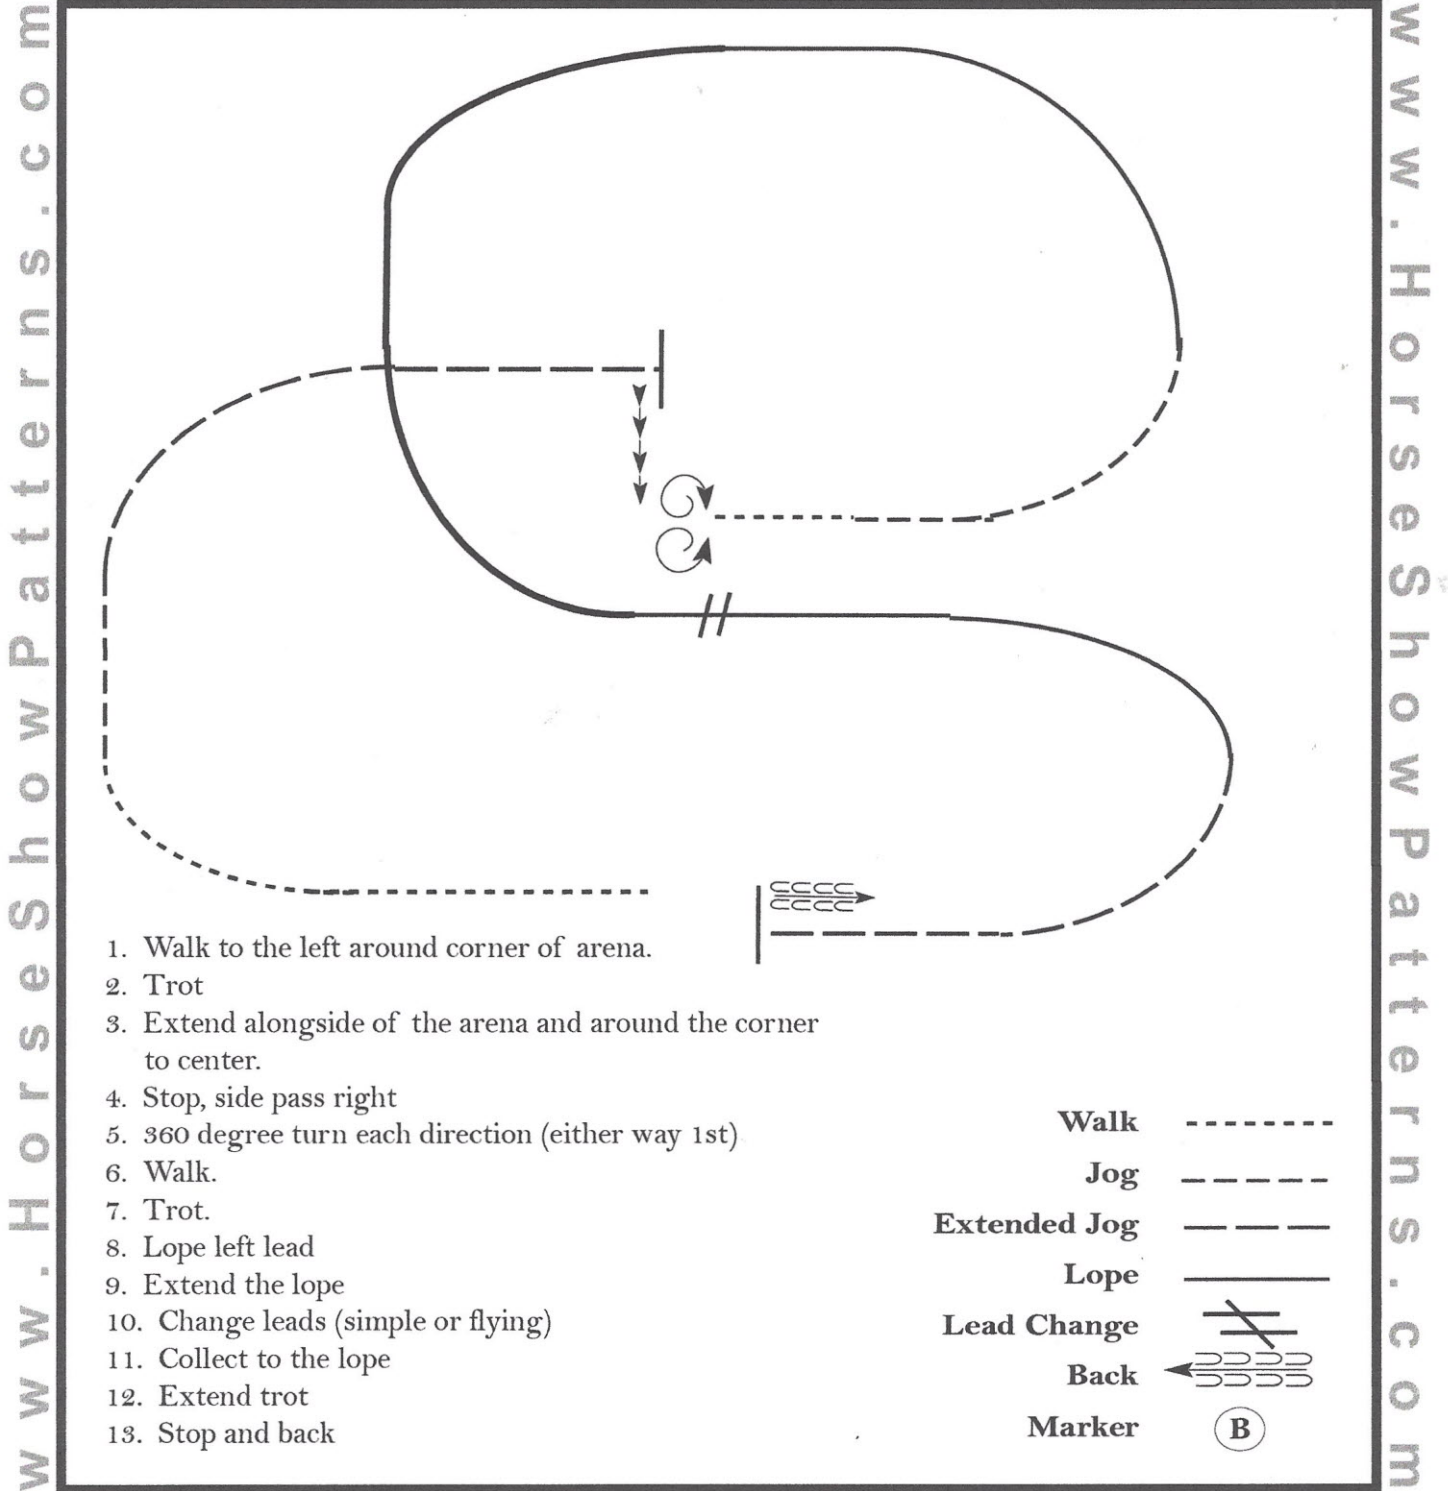 www.HorseShowPatterns.com
www.HorseShowPatterns.com
1. Walk to the left around corner of arena.
2. Trot
3. Extend alongside of the arena and around the corner
to center.
4. Stop, side pass right
5. 360 degree turn each direction (either way 1st)
6. Walk.
7. Trot.
8. Lope left lead
9. Extend the lope
10. Change leads (simple or flying)
11. Collect to the lope
12. Extend trot
13. Stop and back
Walk
Jog
Extended Jog
Lope
Lead Change
Back
Marker B